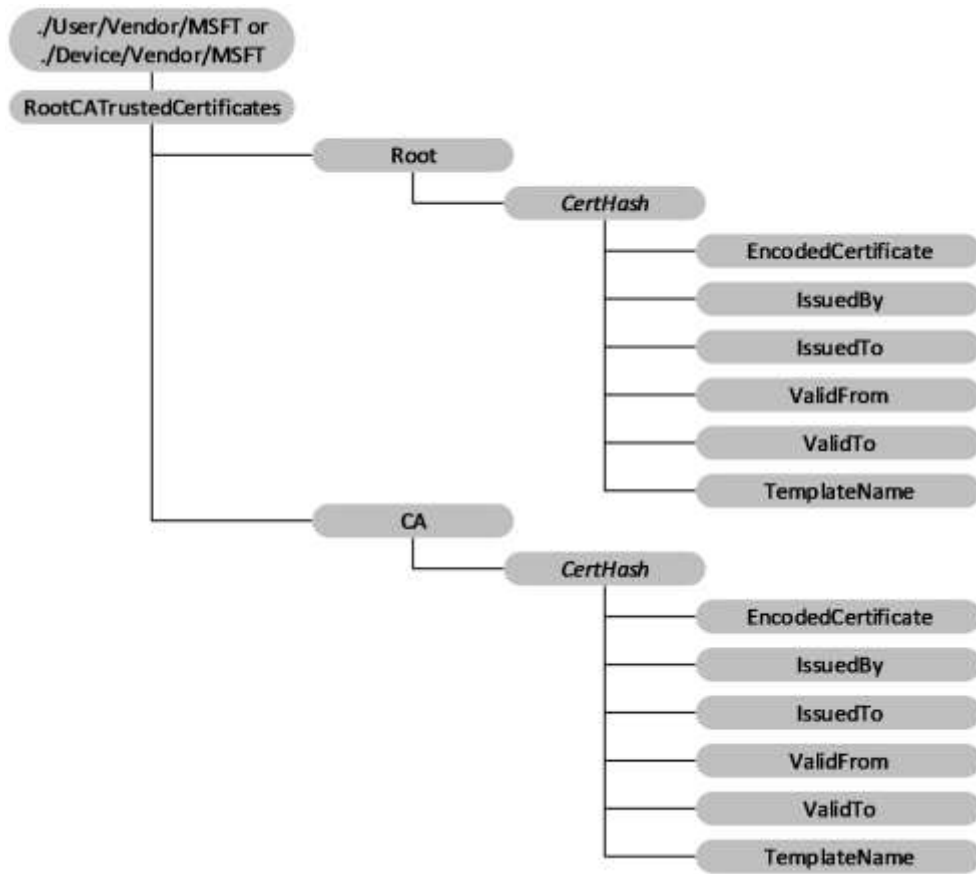 ./User/Vendor/MSFT or
./Device/Vendor/MSFT
RootCATrustedCertificates
Root
CertHash
EncodedCertificate
IssuedBy
IssuedTo
ValidFrom
ValidTo
TemplateName
CA
CertHash
EncodedCertificate
IssuedBy
IssuedTo
ValidFrom
ValidTo
TemplateName